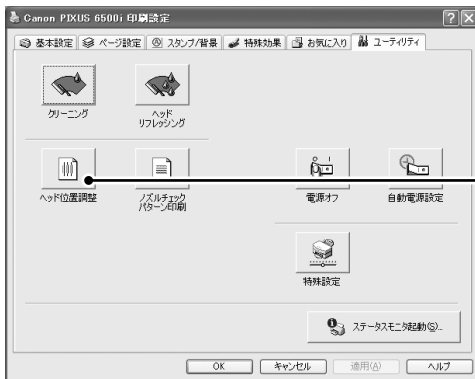 Canon PIXUS 6500i 印刷設定
基本設定 ページ設定 スタンプ/背景 特殊効果 お気に入り ユーティリティ
クリーニング
ヘッド
リフレッシング
ヘッド位置調整
ノズルチェック
パターン印刷
電源オフ
自動電源設定
特殊設定
ステータスモニタ起動(S)...
OK キャンセル 適用(A) ヘルプ